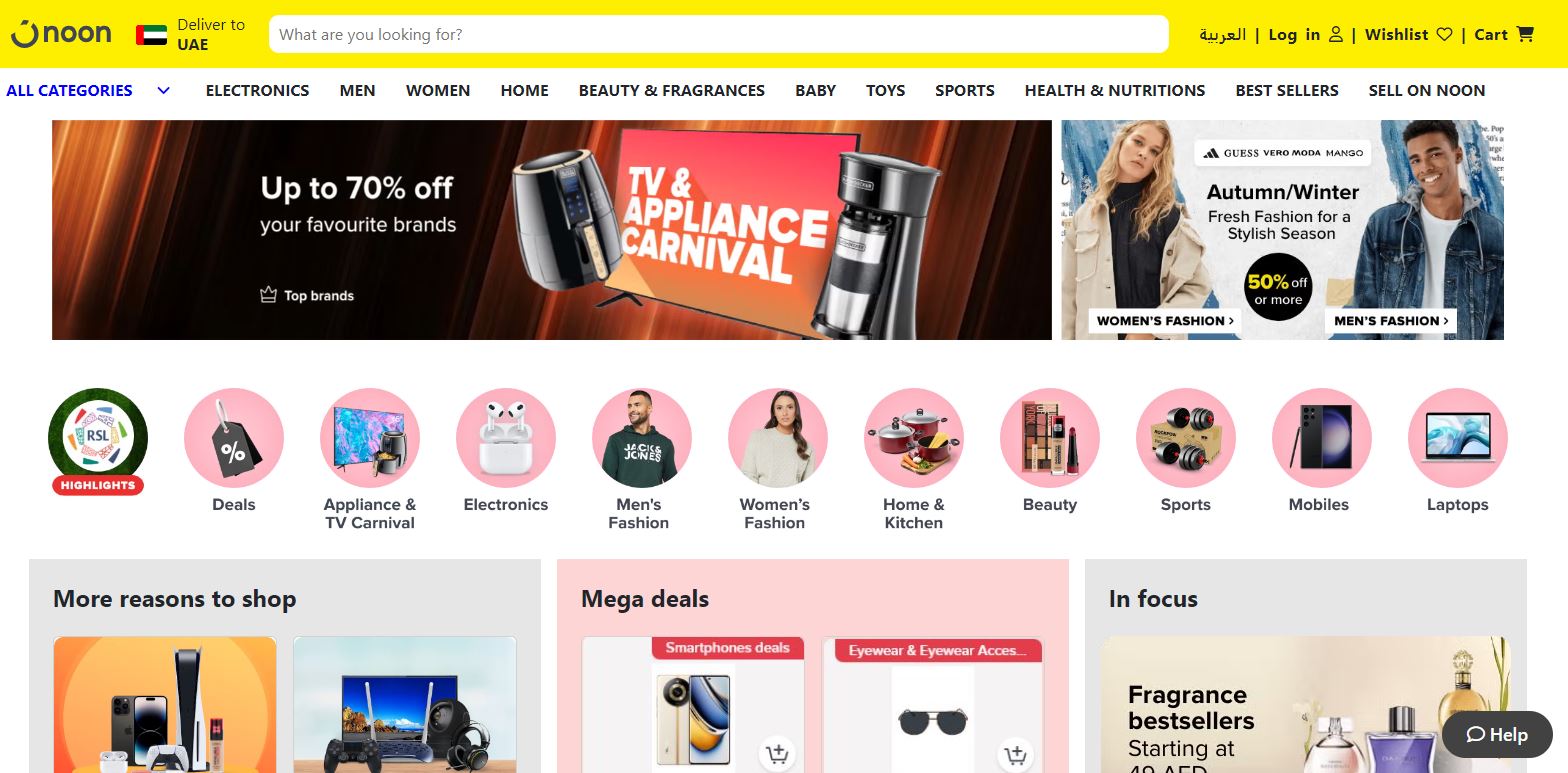 noon
Deliver to
UAE
What are you looking for?
العربية | Log in | Wishlist | Cart
ALL CATEGORIES
ELECTRONICS
MEN
WOMEN
HOME
BEAUTY & FRAGRANCES
BABY
TOYS
SPORTS
HEALTH & NUTRITIONS
BEST SELLERS
SELL ON NOON
Up to 70% off
your favourite brands
Top brands
TV &
APPLIANCE
CARNIVAL
GUESS VERO MODA MANGO
Autumn/Winter
Fresh Fashion for a
Stylish Season
50% off
or more
WOMEN'S FASHION ›
MEN'S FASHION ›
RSL
HIGHLIGHTS
%
Deals
Appliance &
TV Carnival
Electronics
JACK&
JONES
Men's
Fashion
Women's
Fashion
Home &
Kitchen
Beauty
Sports
Mobiles
Laptops
More reasons to shop
Mega deals
Smartphones deals
Eyewear & Eyewear Acces...
In focus
Fragrance
bestsellers
Starting at
49 AED
Help